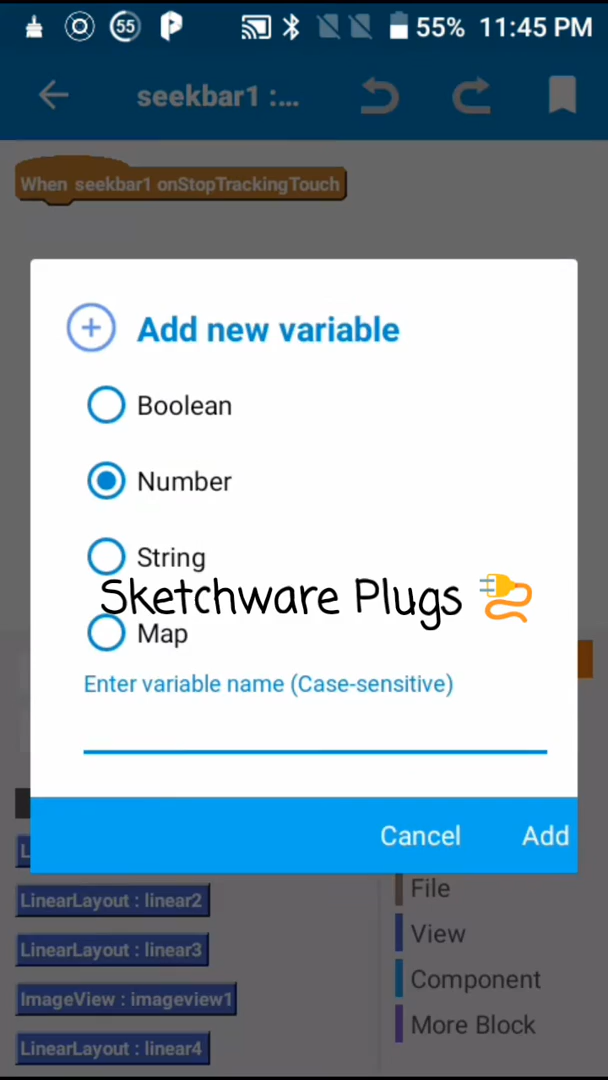 55
55% 11:45 PM
seekbar1 :...
When seekbar1 onStopTrackingTouch
Add new variable
Boolean
Number
String
Sketchware Plugs 🔌
Map
Enter variable name (Case-sensitive)
Cancel Add
L
LinearLayout : linear2
LinearLayout : linear3
ImageView : imageview1
LinearLayout : linear4
File
View
Component
More Block